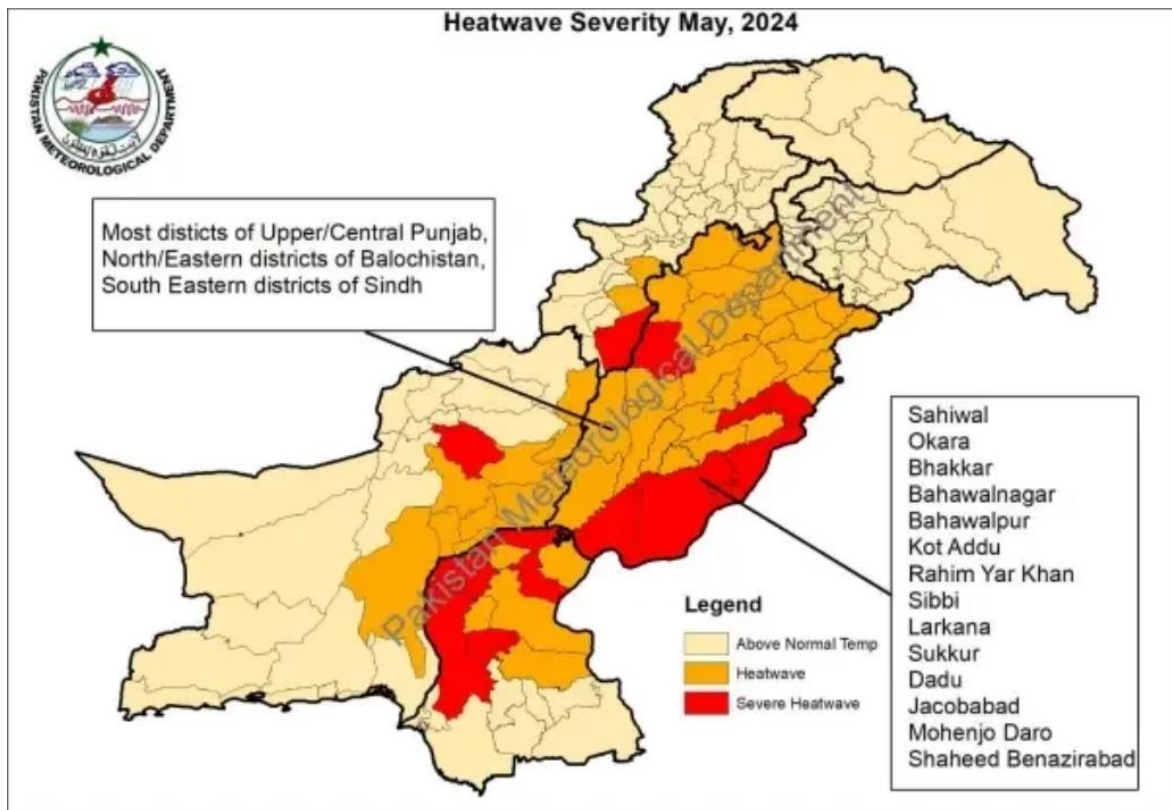 Heatwave Severity May, 2024
PAKISTAN METEOROLOGICAL DEPARTMENT
Most disticts of Upper/Central Punjab,
North/Eastern districts of Balochistan,
South Eastern districts of Sindh
Pakistan Meteorological Department
Sahiwal
Okara
Bhakkar
Bahawalnagar
Bahawalpur
Kot Addu
Rahim Yar Khan
Sibbi
Larkana
Sukkur
Dadu
Jacobabad
Mohenjo Daro
Shaheed Benazirabad
Legend
Above Normal Temp
Heatwave
Severe Heatwave